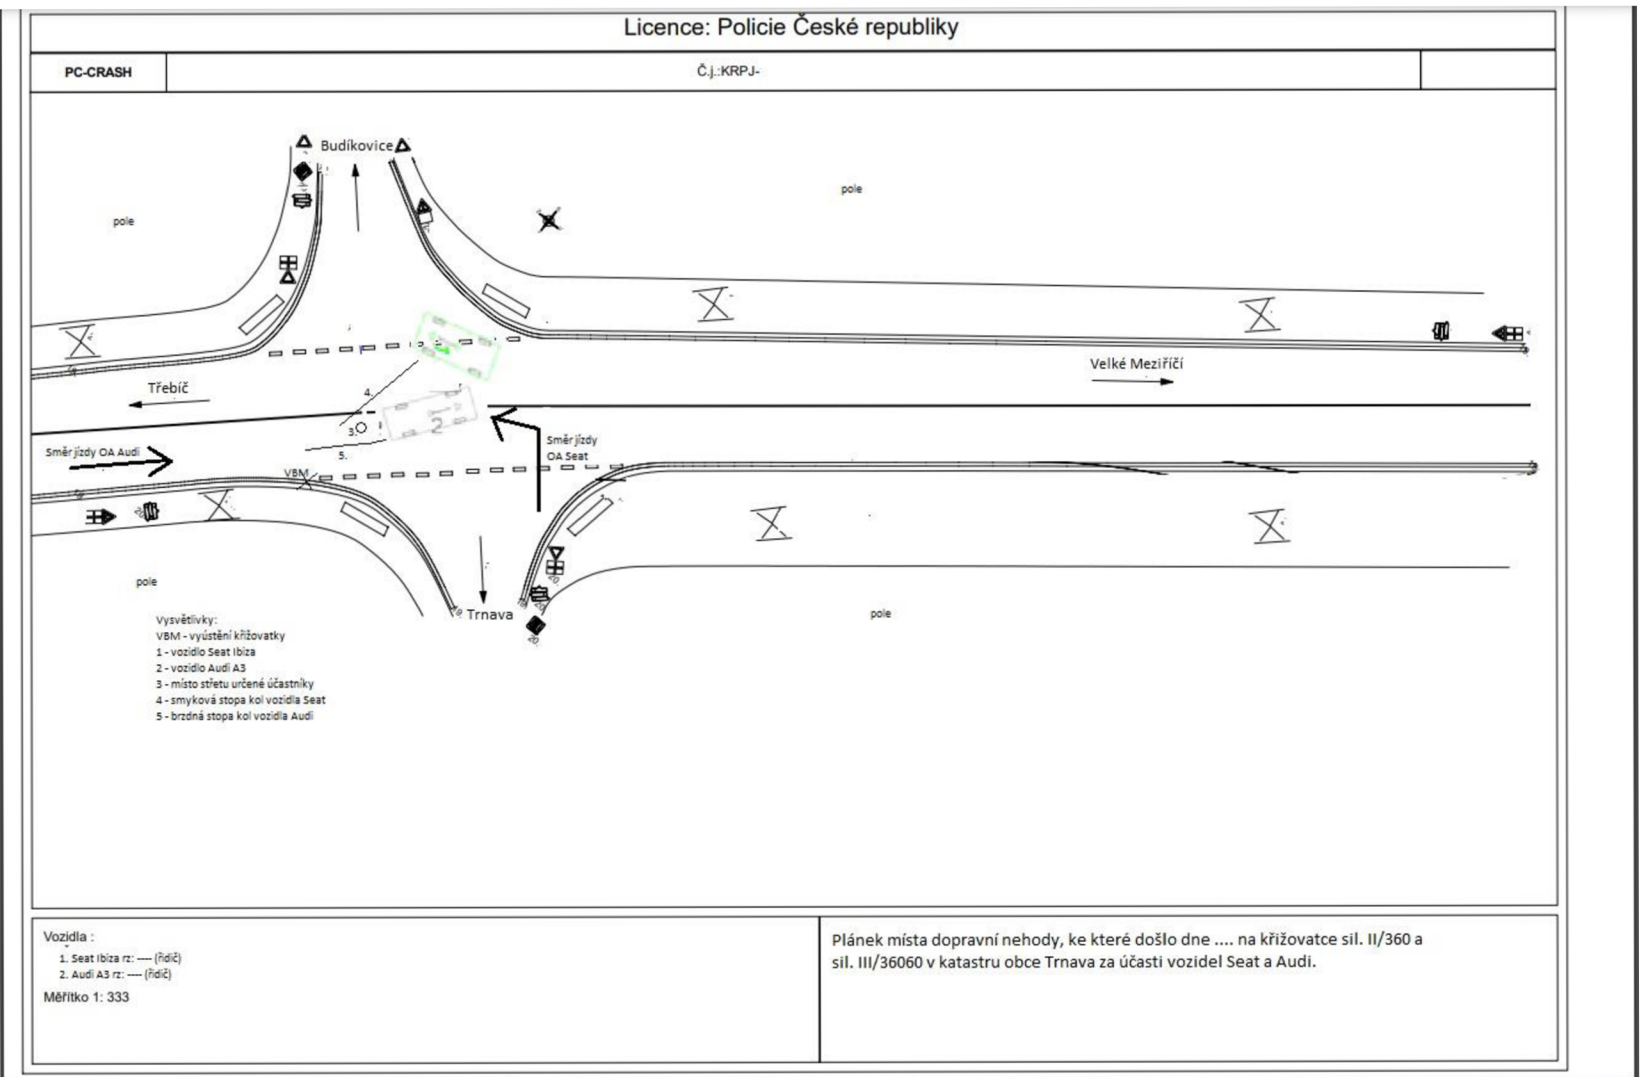 Licence: Policie České republiky
PC-CRASH
Č.j.:KRPJ-
Budíkovice
pole
pole
Velké Meziříčí
Třebíč
4.
3.
2
Směr jízdy
OA Seat
Směr jízdy OA Audi
5.
VBM
pole
Trnava
pole
Vysvětlivky:
VBM - vyústění křižovatky
1 - vozidlo Seat Ibiza
2 - vozidlo Audi A3
3 - místo střetu určené účastníky
4 - smyková stopa kol vozidla Seat
5 - brzdná stopa kol vozidla Audi
Vozidla :
1. Seat Ibiza rz: ---- (řidič)
2. Audi A3 rz: ---- (řidič)
Měřítko 1: 333
Plánek místa dopravní nehody, ke které došlo dne .... na křižovatce sil. II/360 a
sil. III/36060 v katastru obce Trnava za účasti vozidel Seat a Audi.